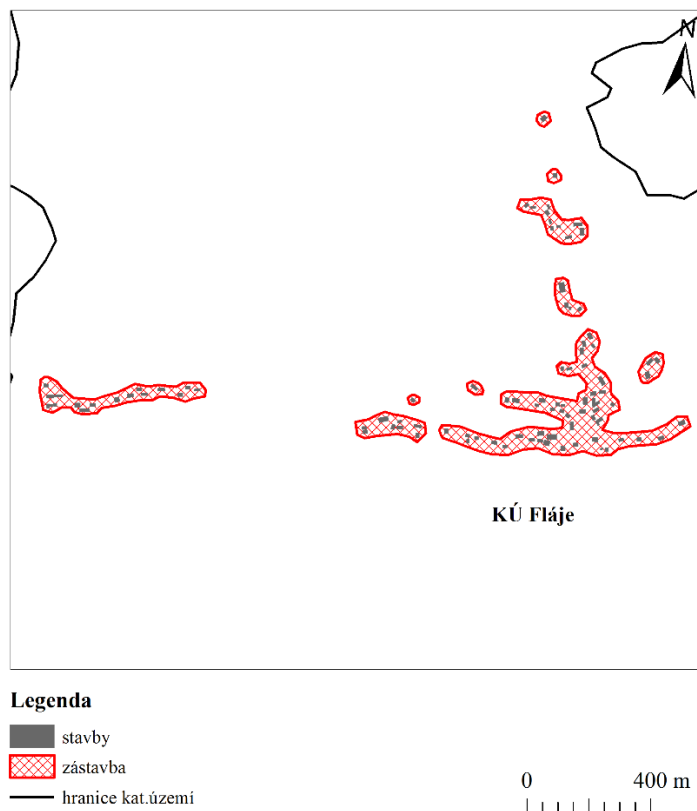 N
KÚ Fláje
Legenda
stavby
zástavba
hranice kat.území
0 400 m